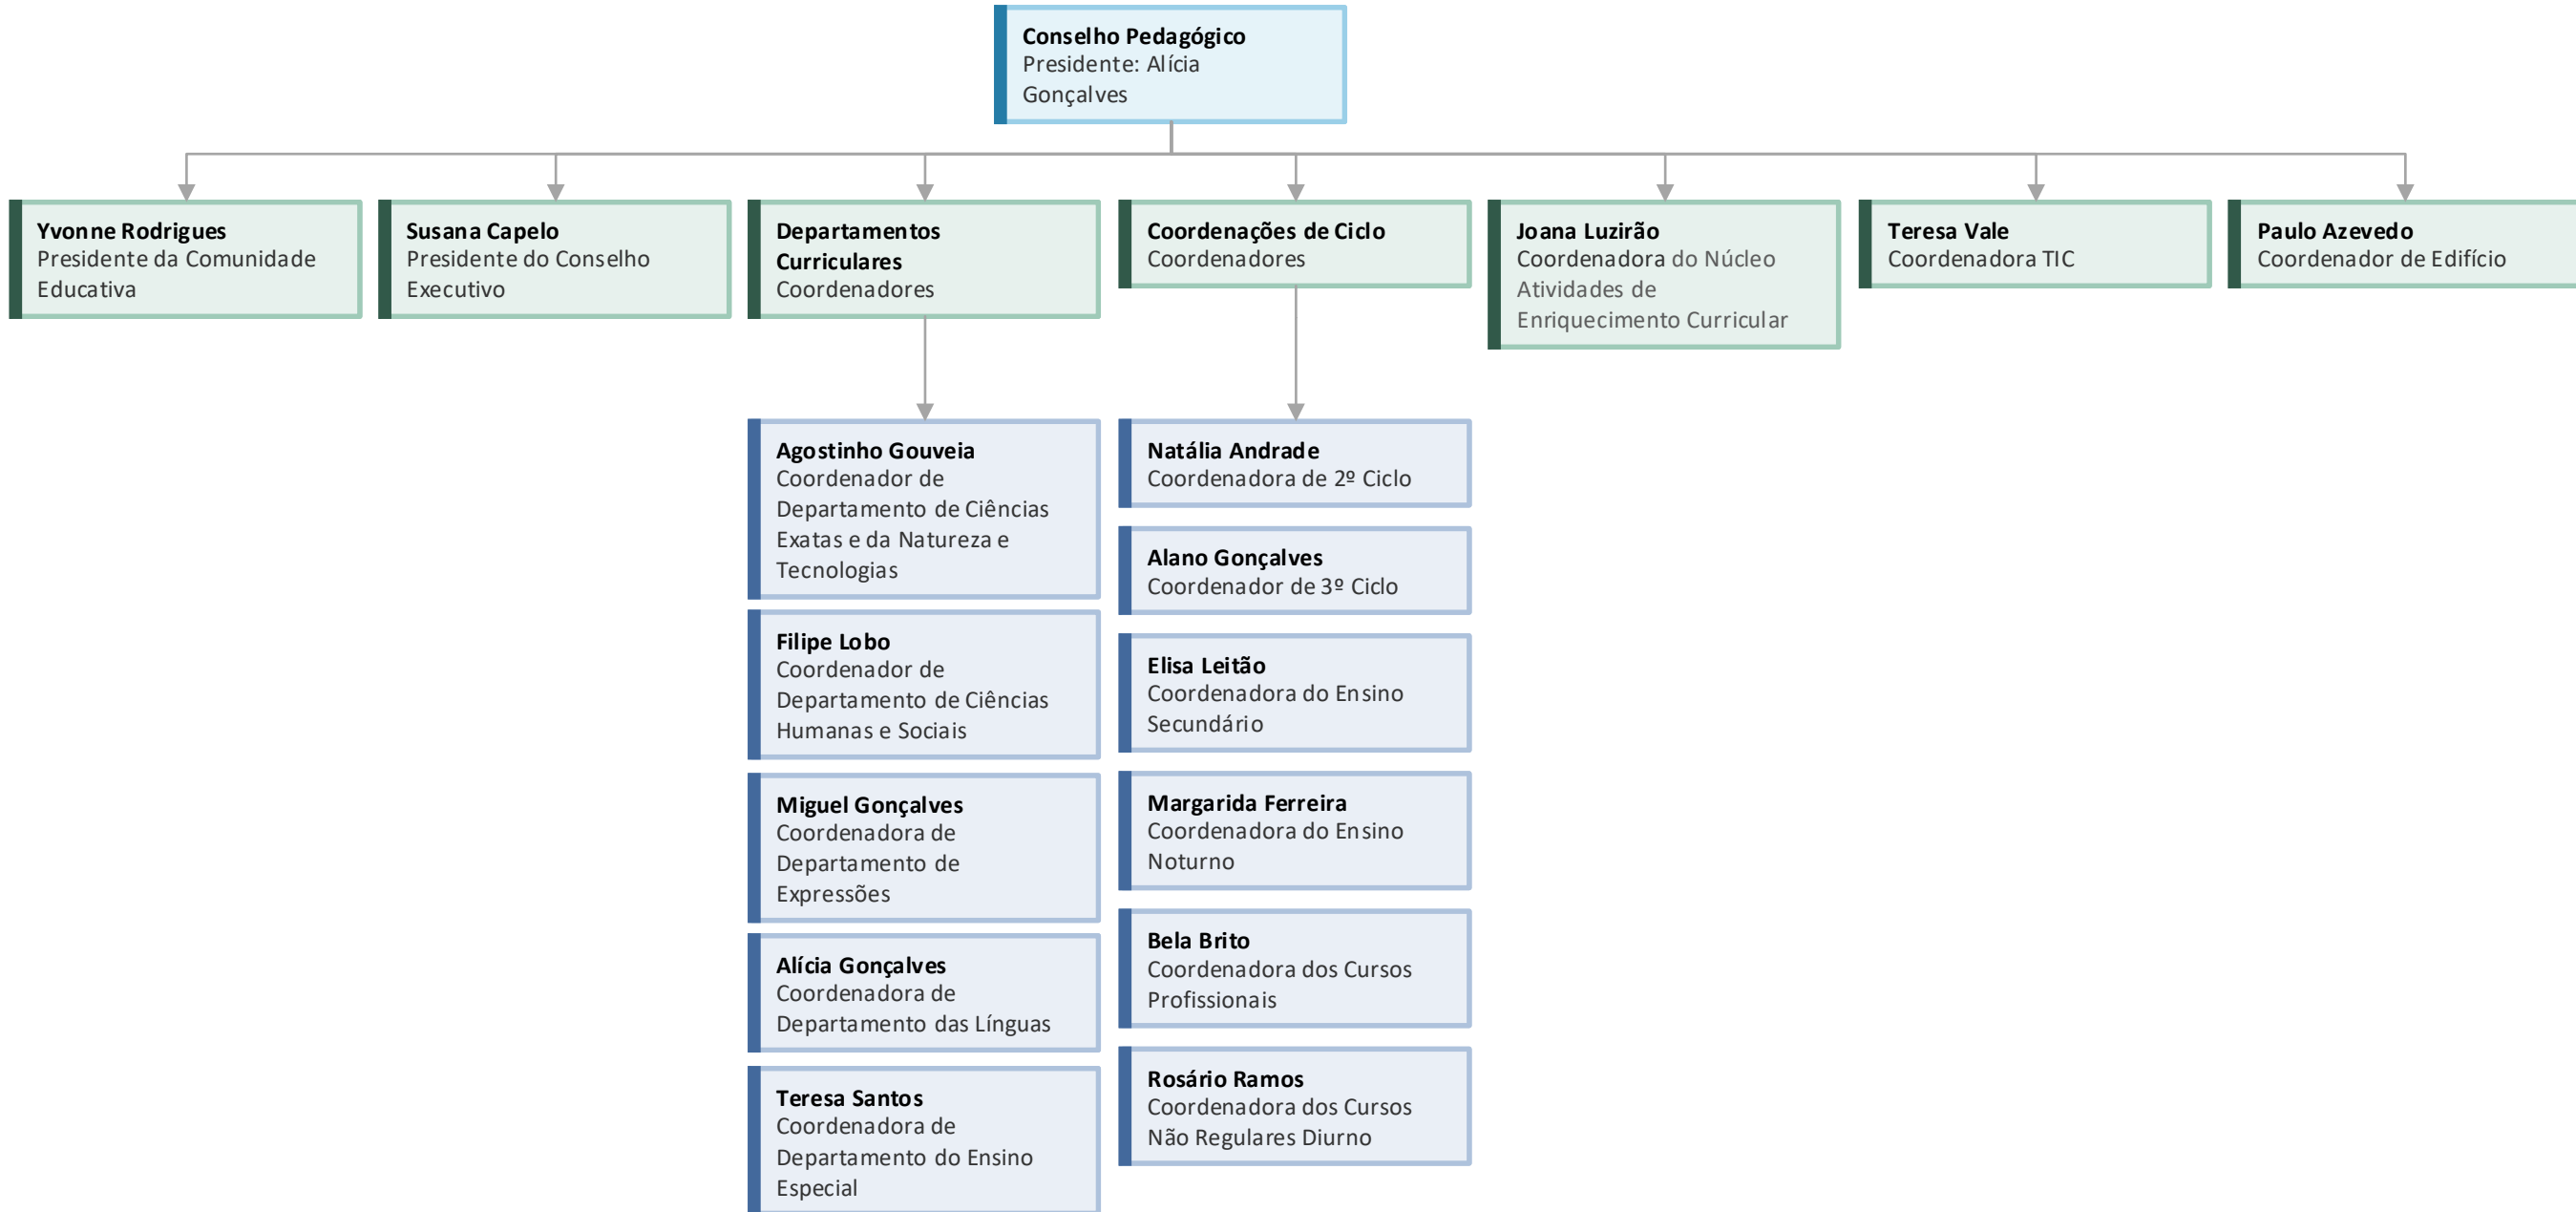 Conselho Pedagógico
Presidente: Alícia
Gonçalves
Yvonne Rodrigues
Presidente da Comunidade
Educativa
Susana Capelo
Presidente do Conselho
Executivo
Departamentos
Curriculares
Coordenadores
Coordenações de Ciclo
Coordenadores
Joana Luzirão
Coordenadora do Núcleo
Atividades de
Enriquecimento Curricular
Teresa Vale
Coordenadora TIC
Paulo Azevedo
Coordenador de Edifício
Agostinho Gouveia
Coordenador de
Departamento de Ciências
Exatas e da Natureza e
Tecnologias
Filipe Lobo
Coordenador de
Departamento de Ciências
Humanas e Sociais
Miguel Gonçalves
Coordenadora de
Departamento de
Expressões
Alícia Gonçalves
Coordenadora de
Departamento das Línguas
Teresa Santos
Coordenadora de
Departamento do Ensino
Especial
Natália Andrade
Coordenadora de 2º Ciclo
Alano Gonçalves
Coordenador de 3º Ciclo
Elisa Leitão
Coordenadora do Ensino
Secundário
Margarida Ferreira
Coordenadora do Ensino
Noturno
Bela Brito
Coordenadora dos Cursos
Profissionais
Rosário Ramos
Coordenadora dos Cursos
Não Regulares Diurno